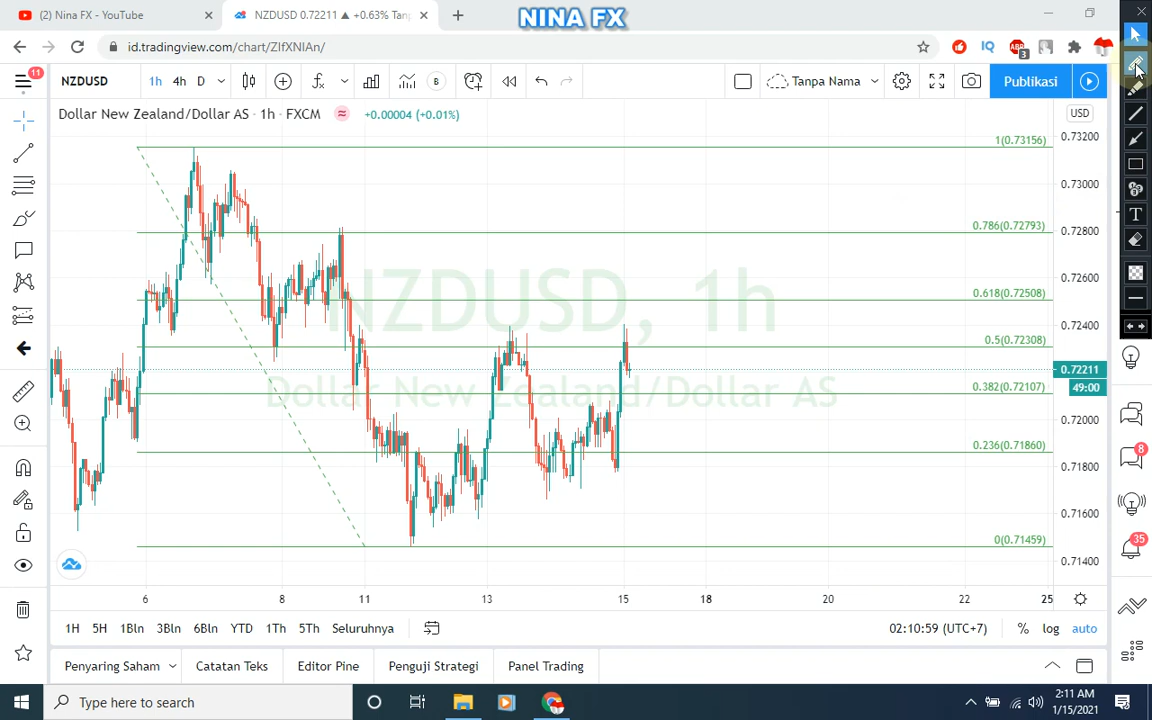 (2) Nina FX - YouTube
NZDUSD 0.72211 ▲ +0.63% Tanp
NINA FX
id.tradingview.com/chart/ZIfXNIAn/
IQ
ABP
3
11
NZDUSD
1h
4h
D
B
Tanpa Nama
Publikasi
Dollar New Zealand/Dollar AS · 1h · FXCM
+0.00004 (+0.01%)
USD
T
NZDUSD, 1h
Dollar New Zealand/Dollar AS
1(0.73156)
0.786(0.72793)
0.618(0.72508)
0.5(0.72308)
0.382(0.72107)
0.236(0.71860)
0(0.71459)
0.73200
0.73000
0.72800
0.72600
0.72400
0.72211
49:00
0.72000
0.71800
0.71600
0.71400
8
35
6
8
11
13
15
18
20
22
25
1H
5H
1Bln
3Bln
6Bln
YTD
1Th
5Th
Seluruhnya
02:10:59 (UTC+7)
%
log
auto
Penyaring Saham
Catatan Teks
Editor Pine
Penguji Strategi
Panel Trading
Type here to search
2:11 AM
1/15/2021